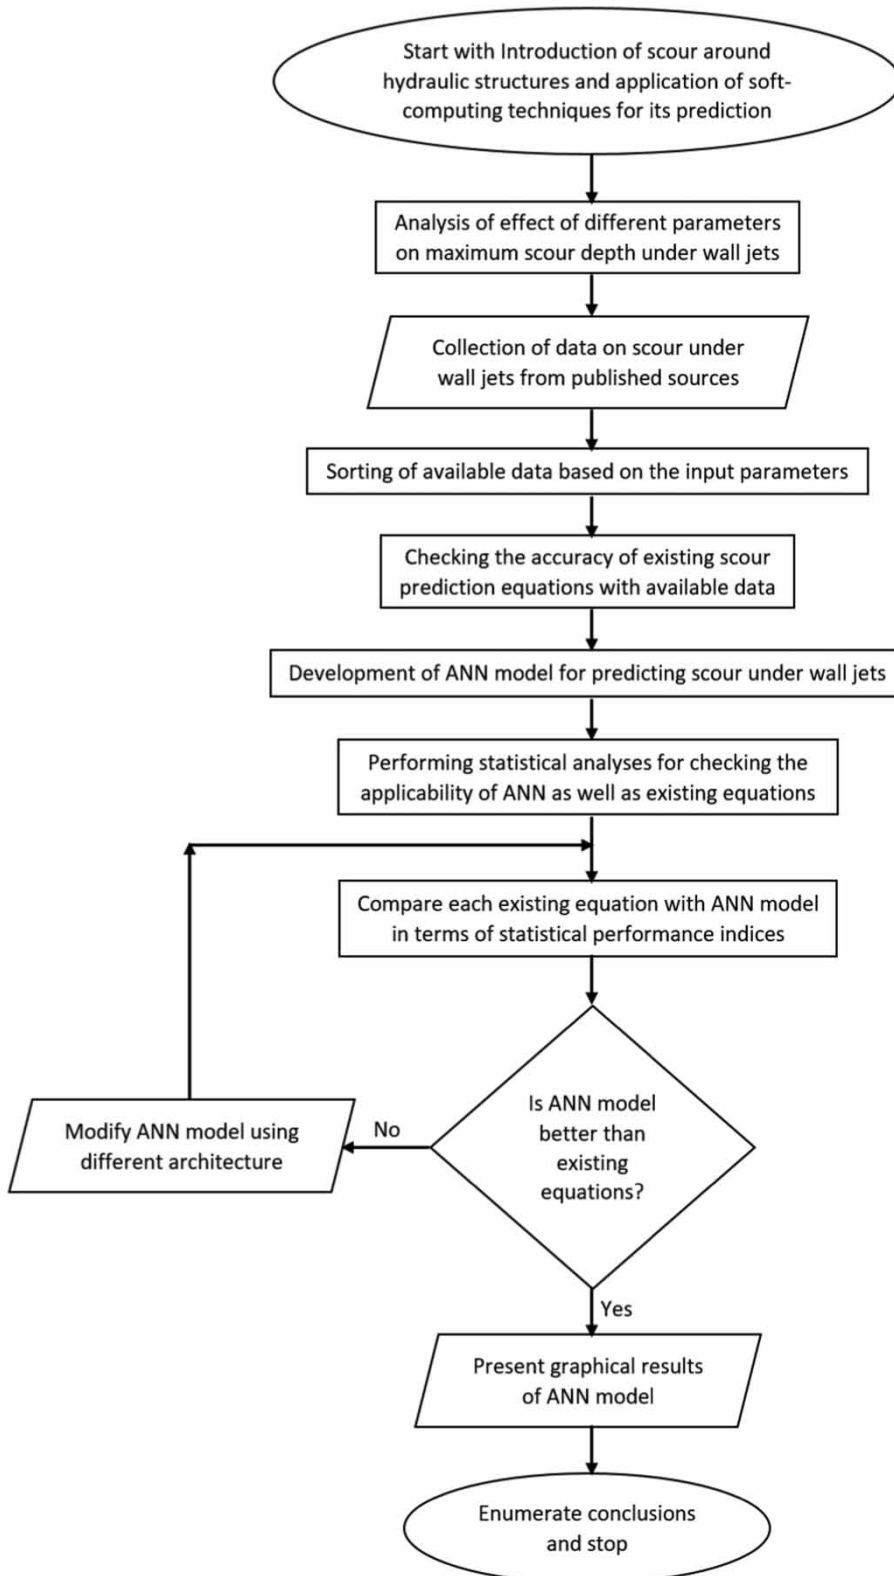 Start with Introduction of scour around
hydraulic structures and application of soft-
computing techniques for its prediction
Analysis of effect of different parameters
on maximum scour depth under wall jets
Collection of data on scour under
wall jets from published sources
Sorting of available data based on the input parameters
Checking the accuracy of existing scour
prediction equations with available data
Development of ANN model for predicting scour under wall jets
Performing statistical analyses for checking the
applicability of ANN as well as existing equations
Compare each existing equation with ANN model
in terms of statistical performance indices
Is ANN model
better than
existing
equations?
No
Modify ANN model using
different architecture
Yes
Present graphical results
of ANN model
Enumerate conclusions
and stop